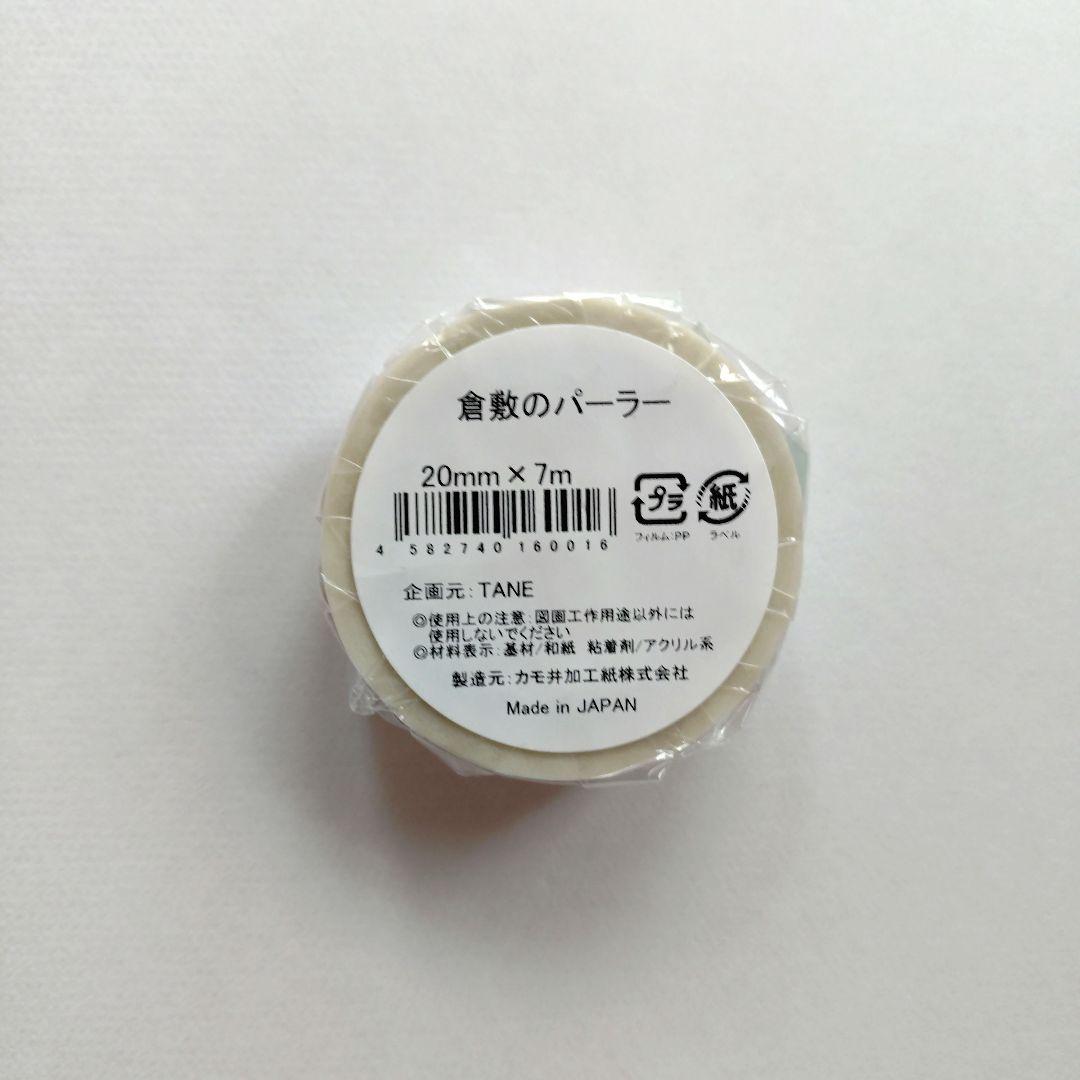 倉敷のパーラー
20mm×7m
4 582740 160016
プラ
フィルム:PP
紙
ラベル
企画元:TANE
◎使用上の注意:図画工作用途以外には
使用しないでください
◎材料表示:基材/和紙 粘着剤/アクリル系
製造元:カモ井加工紙株式会社
Made in JAPAN